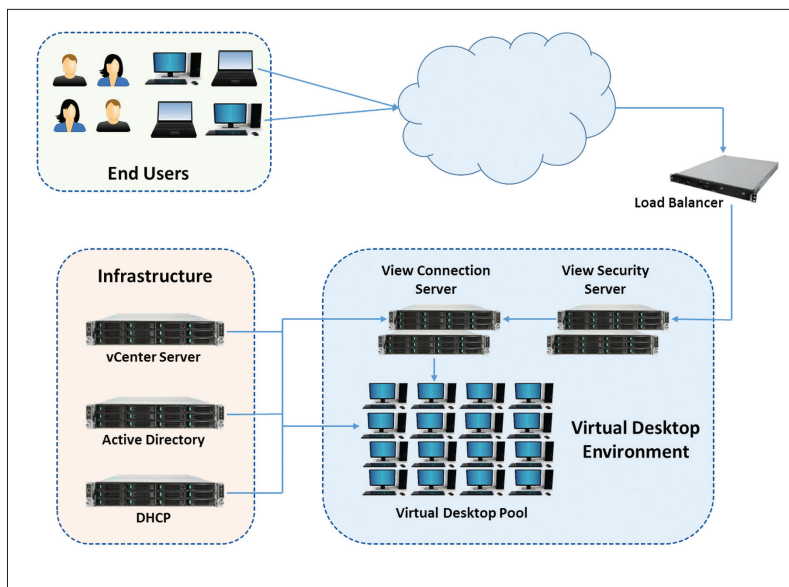 End Users
Load Balancer
Infrastructure
vCenter Server
Active Directory
DHCP
View Connection
Server
View Security
Server
Virtual Desktop
Environment
Virtual Desktop Pool